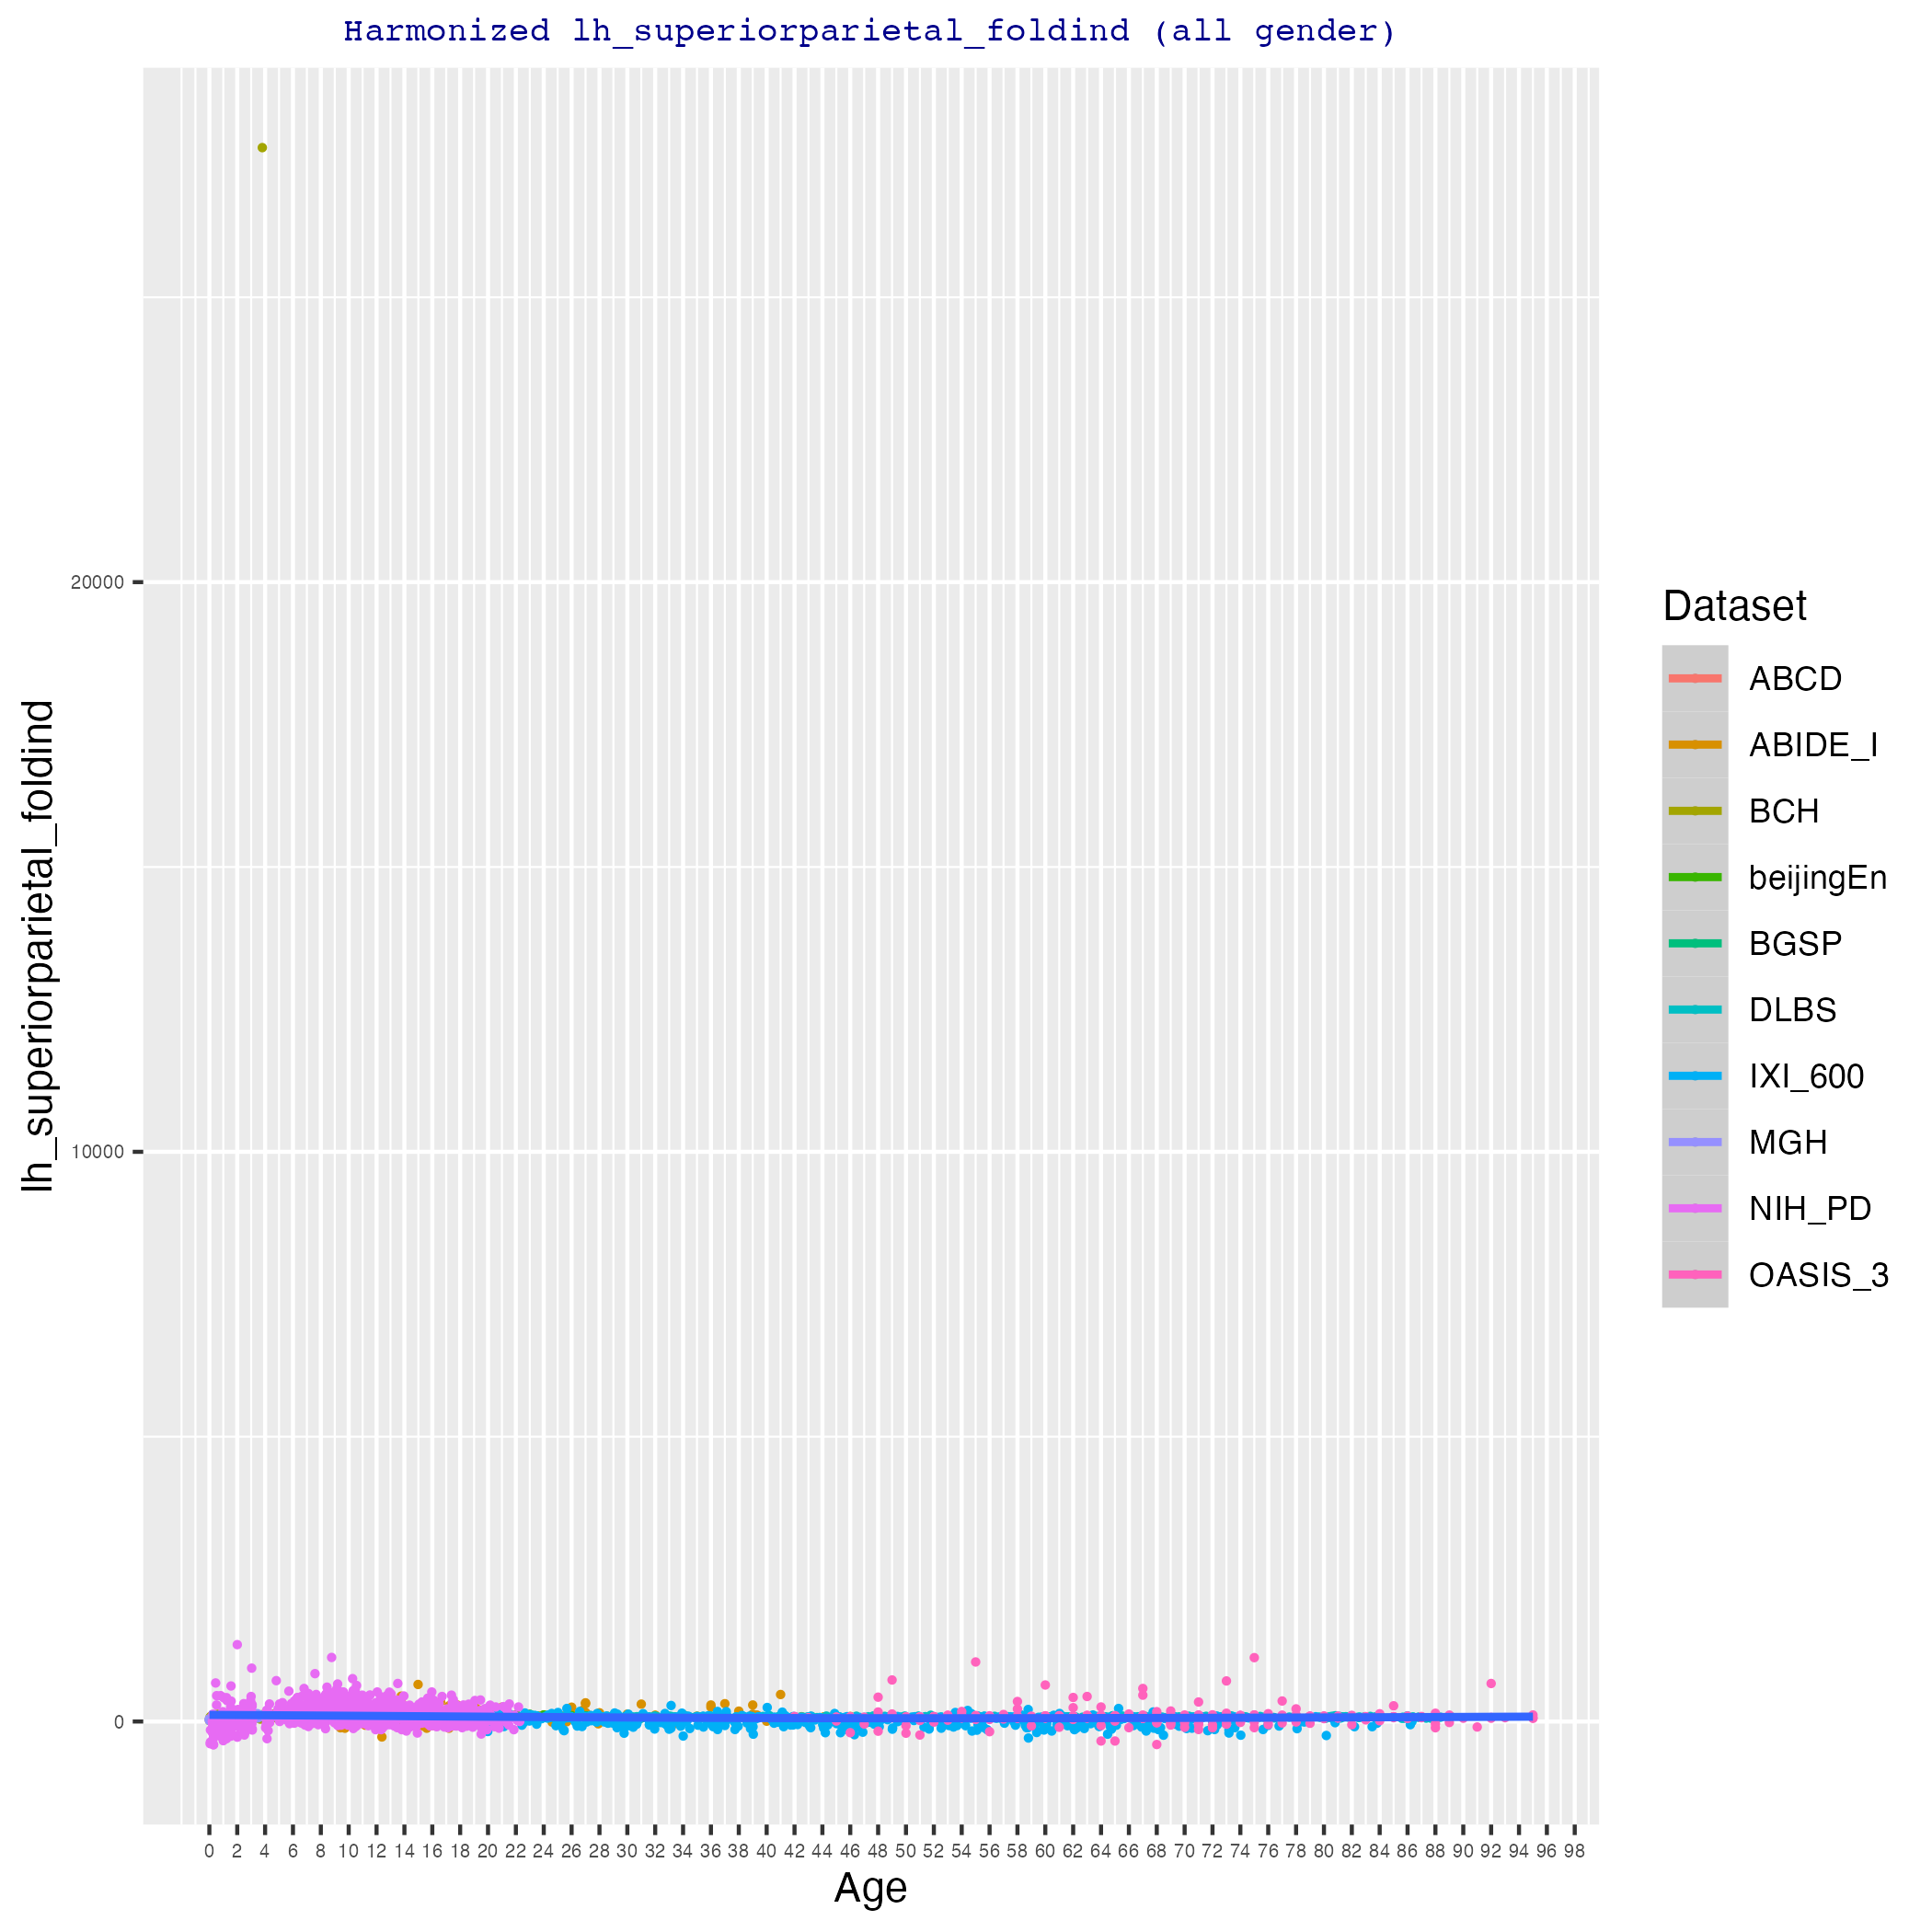 Harmonized lh_superiorparietal_foldind (all gender)
lh_superiorparietal_foldind
20000
10000
0
0 2 4 6 8 10 12 14 16 18 20 22 24 26 28 30 32 34 36 38 40 42 44 46 48 50 52 54 56 58 60 62 64 66 68 70 72 74 76 78 80 82 84 86 88 90 92 94 96 98
Age
Dataset
ABCD
ABIDE_I
BCH
beijingEn
BGSP
DLBS
IXI_600
MGH
NIH_PD
OASIS_3